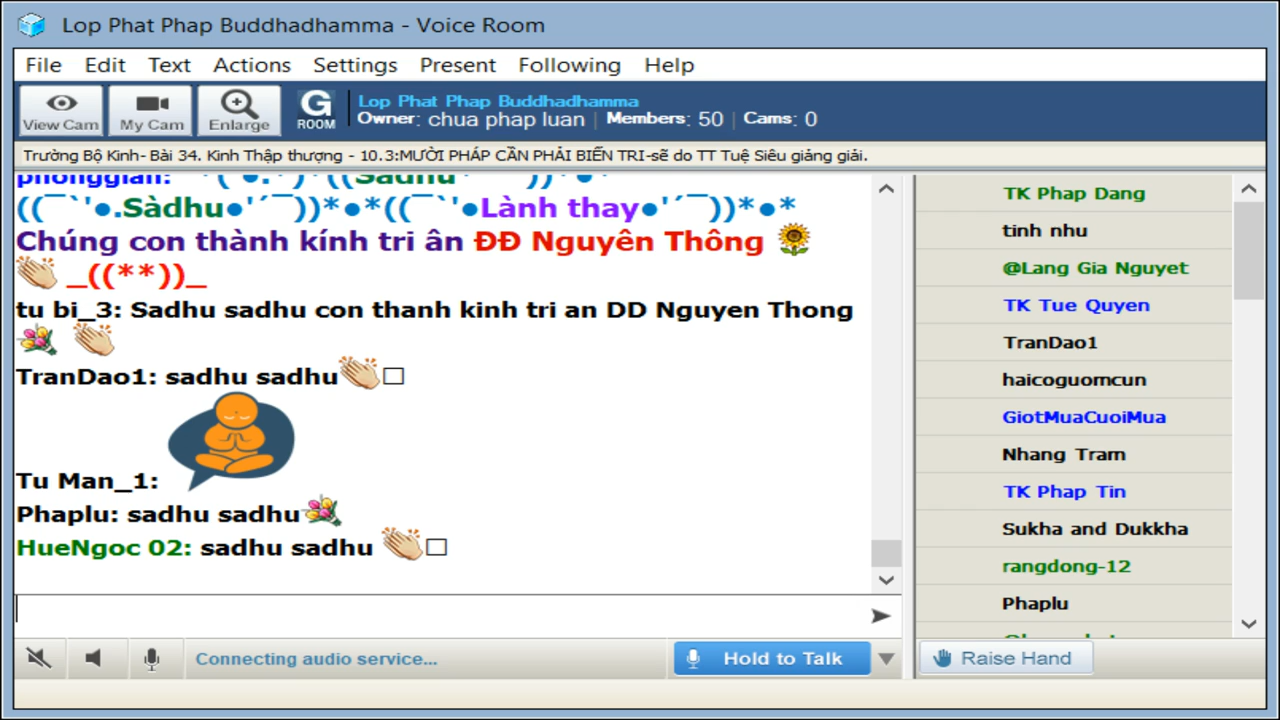 Lop Phat Phap Buddhadhamma - Voice Room
File Edit Text Actions Settings Present Following Help
View Cam My Cam Enlarge G ROOM
Lop Phat Phap Buddhadhamma
Owner: chua phap luan | Members: 50 | Cams: 0
Trường Bộ Kinh- Bài 34. Kinh Thập thượng - 10.3:MƯỜI PHÁP CẦN PHẢI BIẾN TRI-sẽ do TT Tuệ Siêu giảng giải.
phonggian: Sadhu
((¯`'●.Sàdhu●'´¯))*●*((¯`'●Lành thay●'´¯))*●*
Chúng con thành kính tri ân ĐĐ Nguyên Thông 🌻
👏 _((**))_
tu bi_3: Sadhu sadhu con thanh kinh tri an DD Nguyen Thong
💐 👏
TranDao1: sadhu sadhu👏□
Tu Man_1:
Phaplu: sadhu sadhu💐
HueNgoc 02: sadhu sadhu 👏□
Connecting audio service...
Hold to Talk
TK Phap Dang
tinh nhu
@Lang Gia Nguyet
TK Tue Quyen
TranDao1
haicoguomcun
GiotMuaCuoiMua
Nhang Tram
TK Phap Tin
Sukha and Dukkha
rangdong-12
Phaplu
Raise Hand